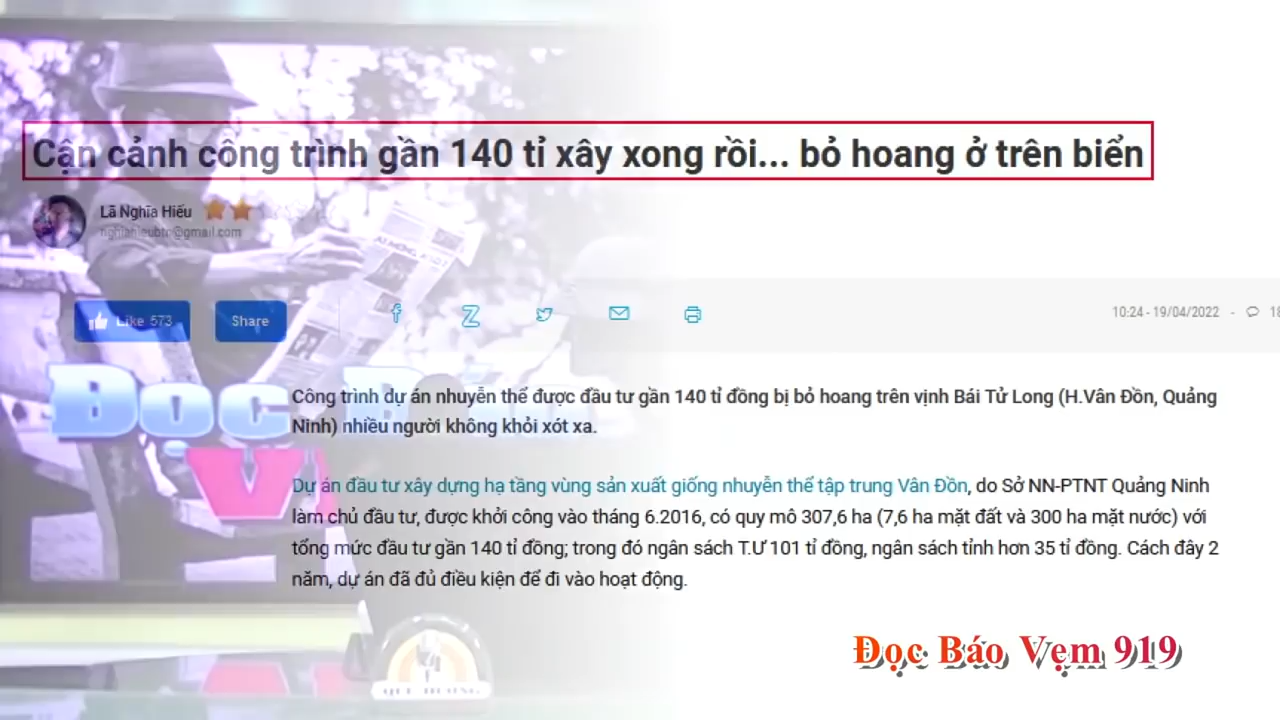 Cận cảnh công trình gần 140 tỉ xây xong rồi... bỏ hoang ở trên biển
Lã Nghĩa Hiếu
nghiahieubtc@gmail.com
Like 573
Share
10:24 - 19/04/2022 - 18
Công trình dự án nhuyễn thể được đầu tư gần 140 tỉ đồng bị bỏ hoang trên vịnh Bái Tử Long (H.Vân Đồn, Quảng
Ninh) nhiều người không khỏi xót xa.
Dự án đầu tư xây dựng hạ tầng vùng sản xuất giống nhuyễn thể tập trung Vân Đồn, do Sở NN-PTNT Quảng Ninh
làm chủ đầu tư, được khởi công vào tháng 6.2016, có quy mô 307,6 ha (7,6 ha mặt đất và 300 ha mặt nước) với
tổng mức đầu tư gần 140 tỉ đồng; trong đó ngân sách T.Ư 101 tỉ đồng, ngân sách tỉnh hơn 35 tỉ đồng. Cách đây 2
năm, dự án đã đủ điều kiện để đi vào hoạt động.
Đọc
V
QUÊ HƯƠNG
Đọc Báo Vẹm 919